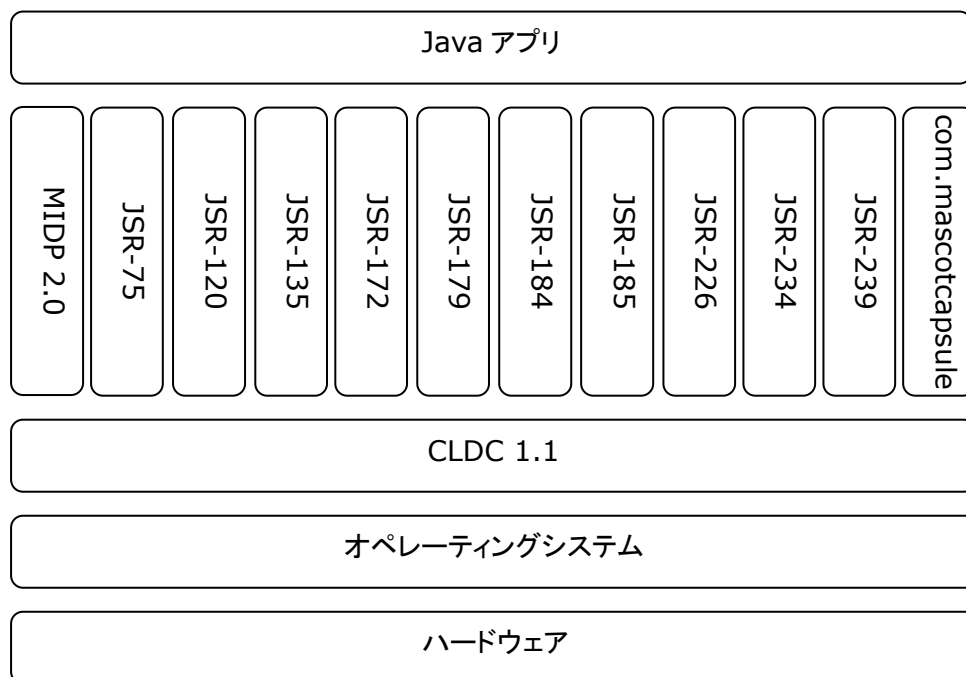 Java アプリ
MIDP 2.0
JSR-75
JSR-120
JSR-135
JSR-172
JSR-179
JSR-184
JSR-185
JSR-226
JSR-234
JSR-239
com.mascotcapsule
CLDC 1.1
オペレーティングシステム
ハードウェア